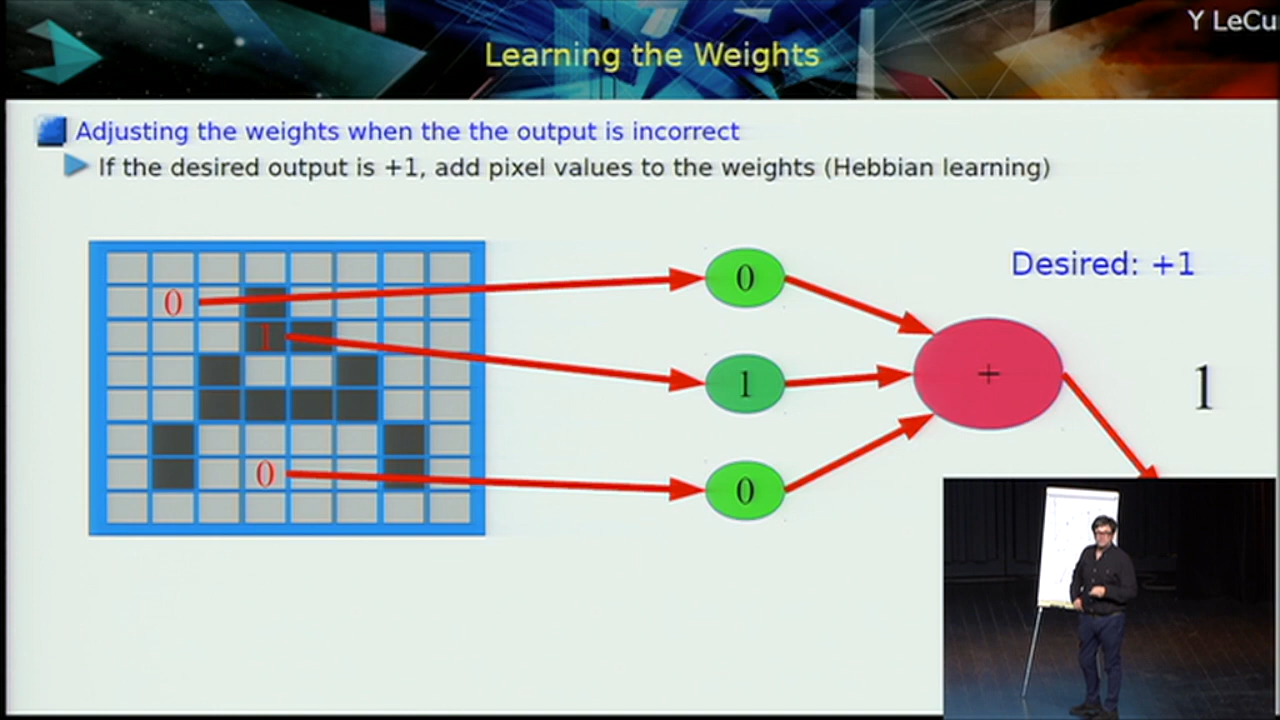 Y LeCu
Learning the Weights
Adjusting the weights when the the output is incorrect
If the desired output is +1, add pixel values to the weights (Hebbian learning)
Desired: +1
0
0
1
1
+
1
0
0